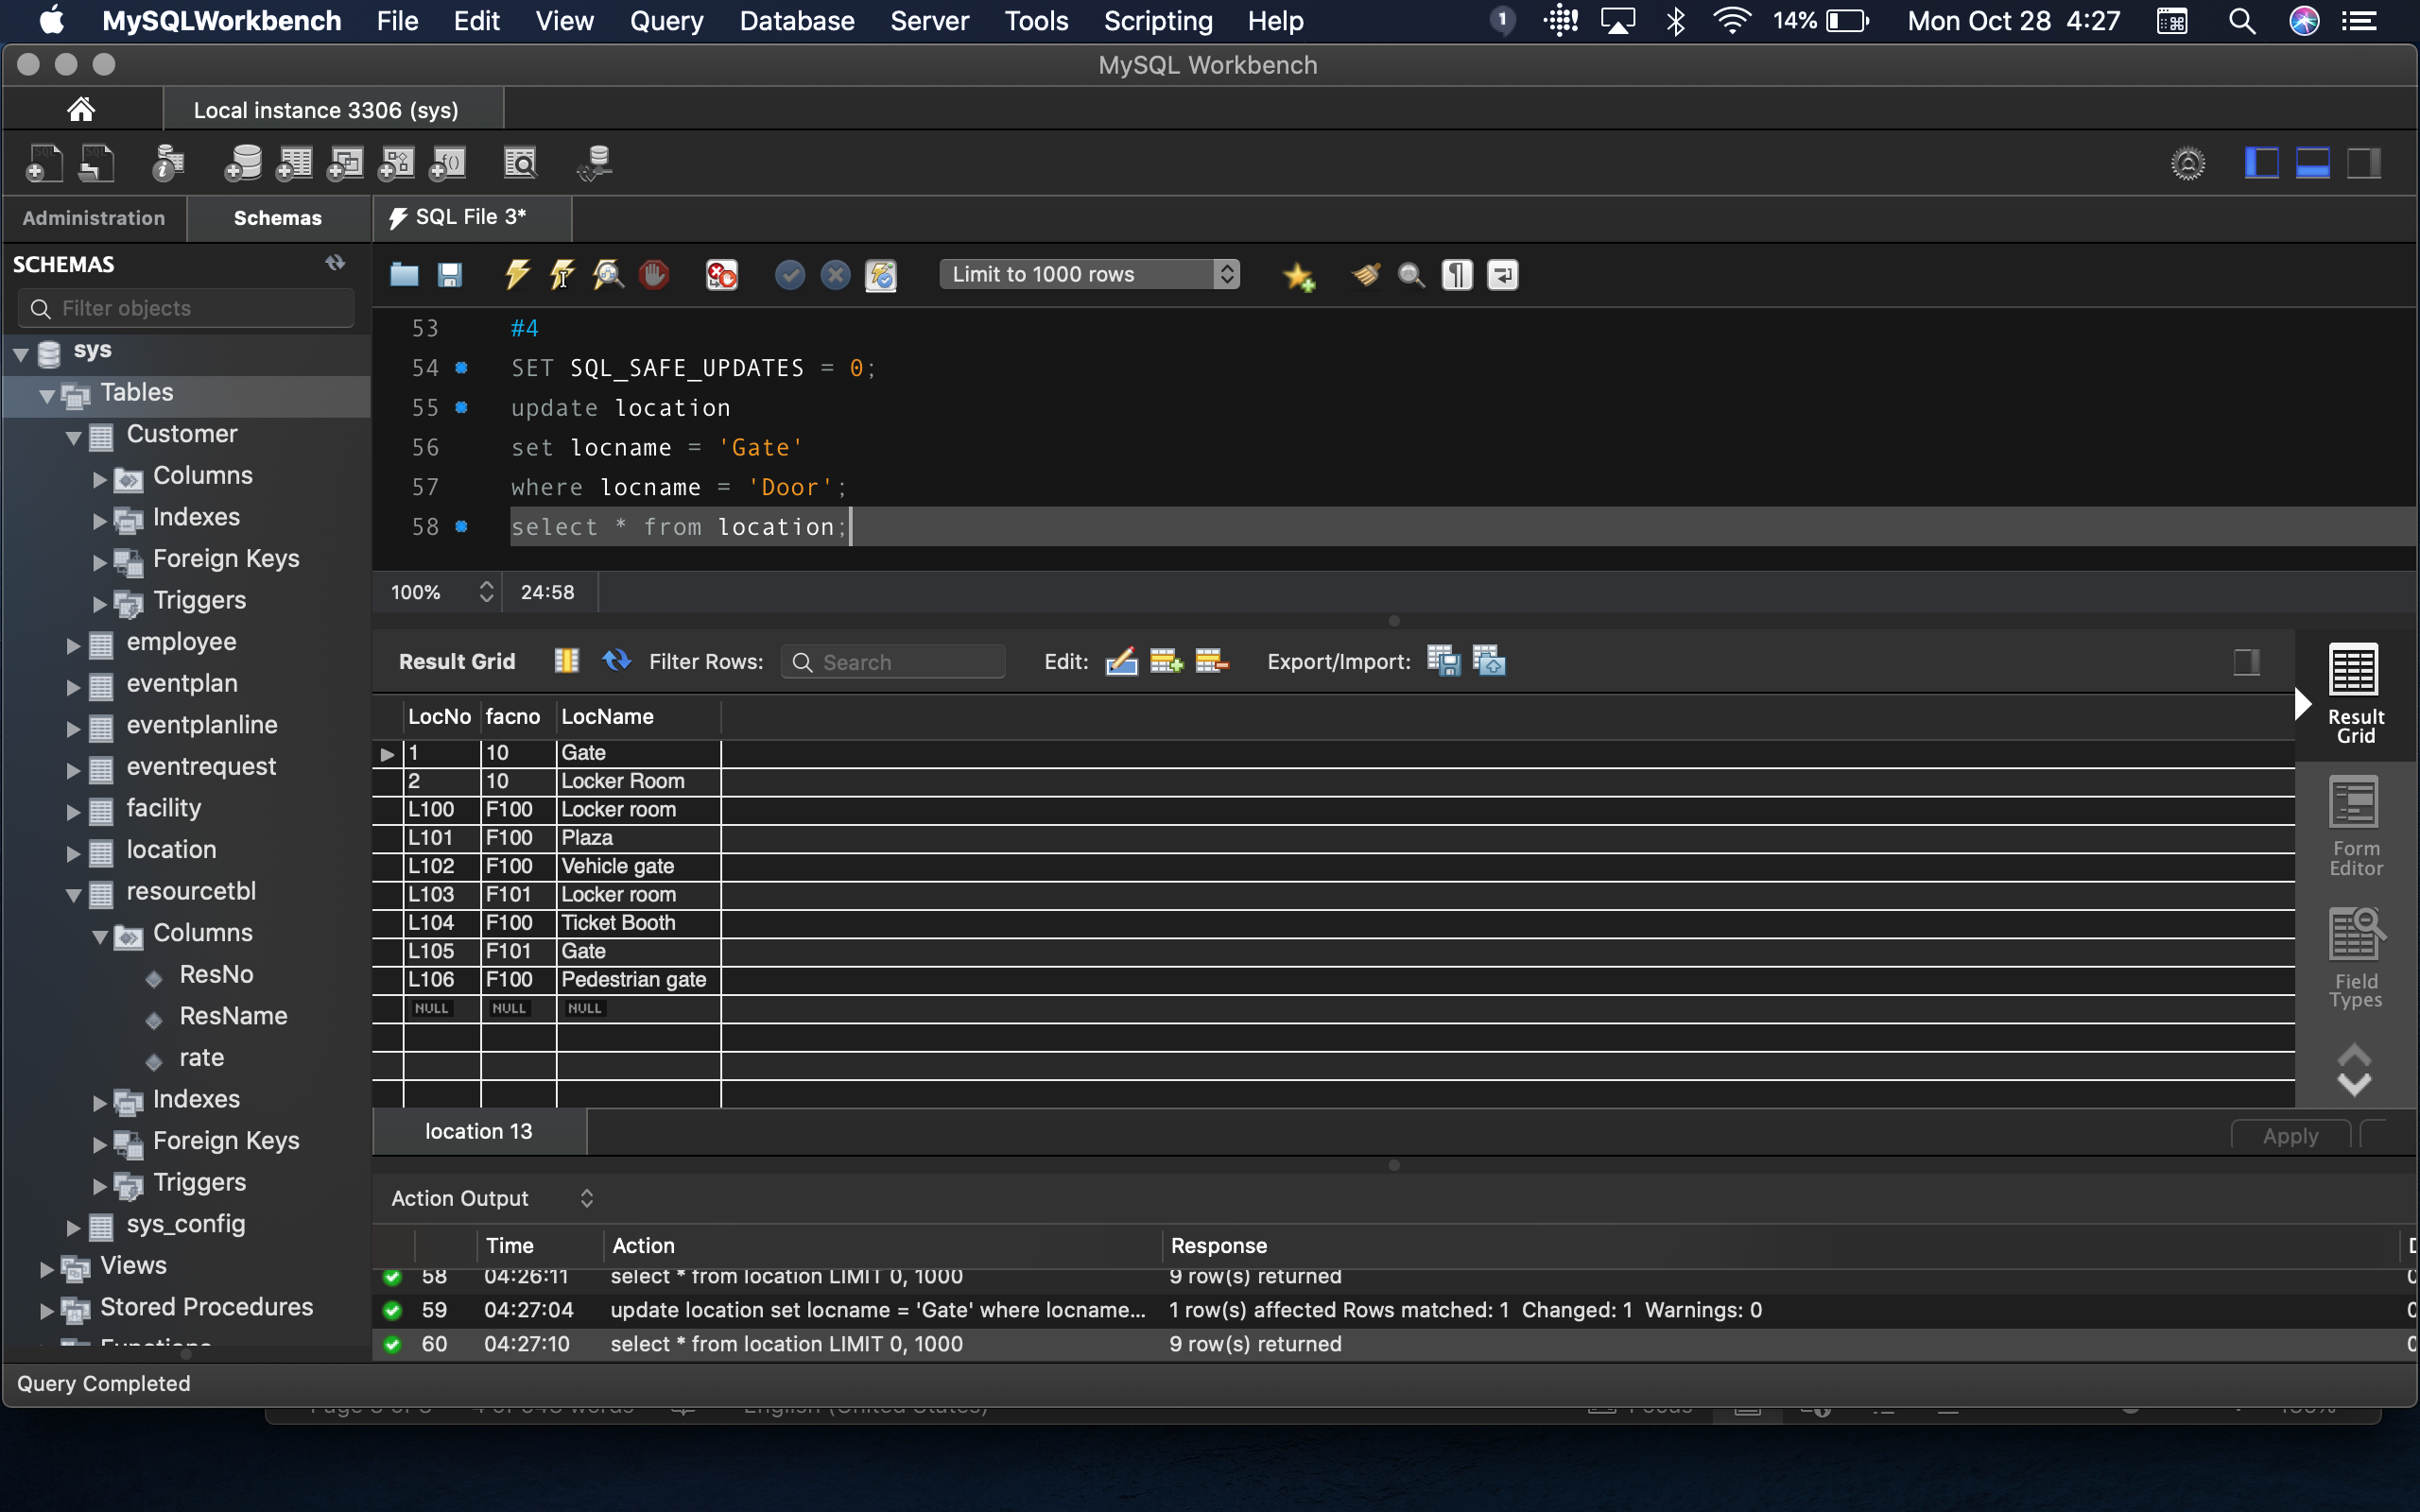 MySQLWorkbench File Edit View Query Database Server Tools Scripting Help 1 14% Mon Oct 28 4:27
MySQL Workbench
Local instance 3306 (sys)
Administration Schemas SQL File 3*
SCHEMAS
Limit to 1000 rows
Filter objects
sys
Tables
Customer
Columns
Indexes
Foreign Keys
Triggers
employee
eventplan
eventplanline
eventrequest
facility
location
resourcetbl
Columns
ResNo
ResName
rate
Indexes
Foreign Keys
Triggers
sys_config
Views
Stored Procedures
Functions
53 #4
54 SET SQL_SAFE_UPDATES = 0;
55 update location
56 set locname = 'Gate'
57 where locname = 'Door';
58 select * from location;
100% 24:58
Result Grid Filter Rows: Search Edit: Export/Import:
LocNo facno LocName
1 10 Gate
2 10 Locker Room
L100 F100 Locker room
L101 F100 Plaza
L102 F100 Vehicle gate
L103 F101 Locker room
L104 F100 Ticket Booth
L105 F101 Gate
L106 F100 Pedestrian gate
NULL NULL NULL
Result
Grid
Form
Editor
Field
Types
location 13 Apply
Action Output
Time Action Response
58 04:26:11 select * from location LIMIT 0, 1000 9 row(s) returned
59 04:27:04 update location set locname = 'Gate' where locname... 1 row(s) affected Rows matched: 1 Changed: 1 Warnings: 0
60 04:27:10 select * from location LIMIT 0, 1000 9 row(s) returned
Query Completed
English (United States) Focus